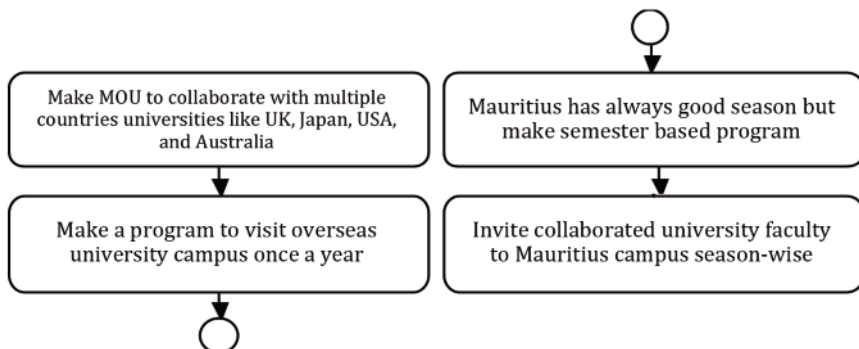 Make MOU to collaborate with multiple
countries universities like UK, Japan, USA,
and Australia
Make a program to visit overseas
university campus once a year
Mauritius has always good season but
make semester based program
Invite collaborated university faculty
to Mauritius campus season-wise